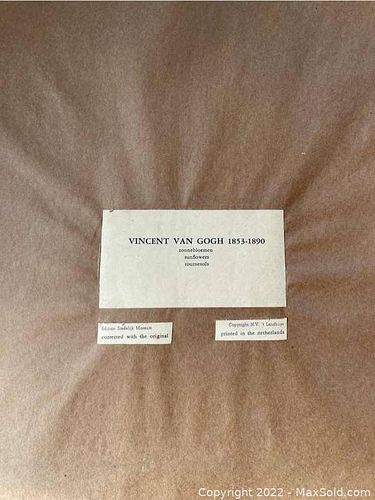 VINCENT VAN GOGH 1853-1890
zonnebloemen
sunflowers
tournesols
Edition Stedelijk Museum
corrected with the original
Copyright N.V. 't Lanthuys
printed in the netherlands
Copyright 2022 - MaxSold.com